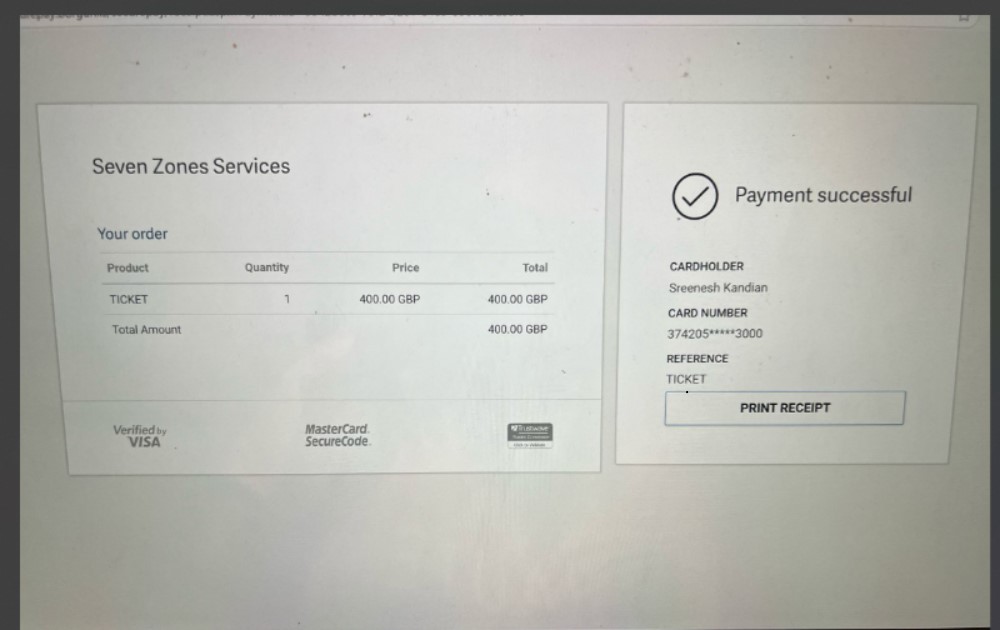 Seven Zones Services
Your order
Product Quantity Price Total
TICKET 1 400.00 GBP 400.00 GBP
Total Amount 400.00 GBP
Verified by
VISA
MasterCard.
SecureCode.
Payment successful
CARDHOLDER
Sreenesh Kandian
CARD NUMBER
374205*****3000
REFERENCE
TICKET
PRINT RECEIPT